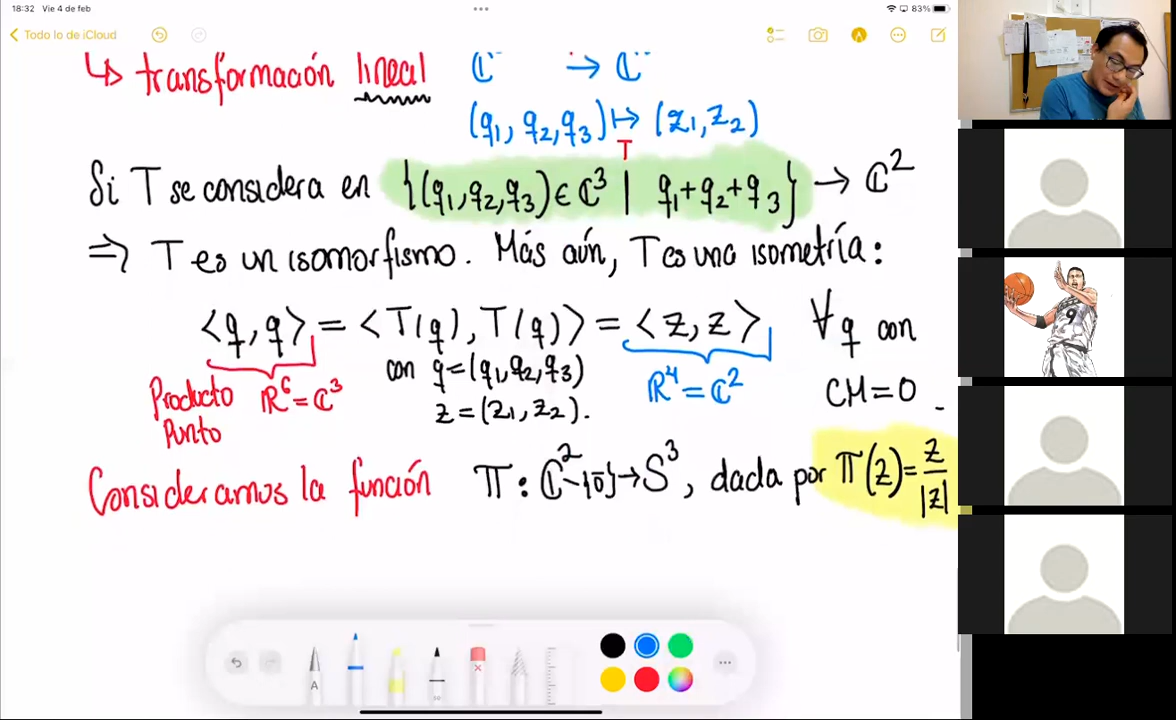 18:32 Vie 4 de feb
83%
Todo lo de iCloud
↳ transformación lineal ℂ → ℂ
(q₁, q₂, q₃) ↦ (z₁, z₂)
T
Si T se considera en {(q₁, q₂, q₃) ∈ ℂ³ | q₁+q₂+q₃} → ℂ²
⇒ T es un isomorfismo. Más aún, T es una isometría:
<q, q> = <T(q), T(q)> = <z, z> ∀ q con
Producto ℝ⁶ = ℂ³ con q = (q₁, q₂, q₃) ℝ⁴ = ℂ² CM = 0
Punto z = (z₁, z₂).
Consideramos la función π : ℂ² - {0̄} → S³, dada por π(z) = z/|z|
9
A